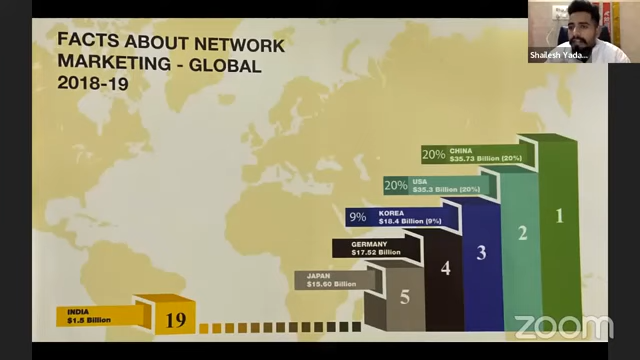 FACTS ABOUT NETWORK
MARKETING - GLOBAL
2018-19
Shailesh Yada...
20% CHINA
$35.73 Billion (20%)
20% USA
$35.3 Billion (20%)
9% KOREA
$18.4 Billion (9%)
GERMANY
$17.52 Billion
JAPAN
$15.60 Billion
INDIA
$1.5 Billion
19
5
4
3
2
1
zoom